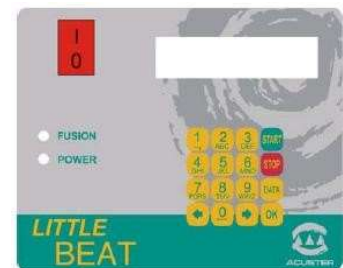 I
0
FUSION
POWER
1 2 ABC 3 DEF START
4 GHI 5 JKL 6 MNO STOP
7 PQRS 8 TUV 9 WXYZ DATA
0 OK
LITTLE
BEAT
ACUSTER